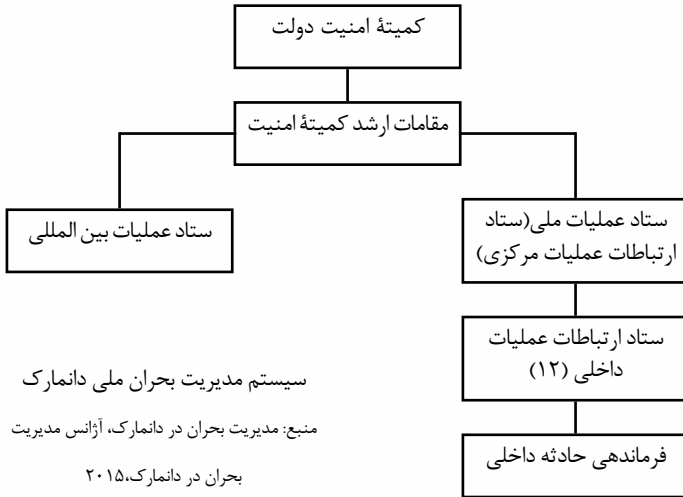 کمیتهٔ امنیت دولت
مقامات ارشد کمیتهٔ امنیت
ستاد عملیات ملی(ستاد
ارتباطات عملیات مرکزی)
ستاد عملیات بین المللی
ستاد ارتباطات عملیات
داخلی (۱۲)
فرماندهی حادثه داخلی
سیستم مدیریت بحران ملی دانمارک
منبع: مدیریت بحران در دانمارک، آژانس مدیریت
بحران در دانمارک،۲۰۱۵